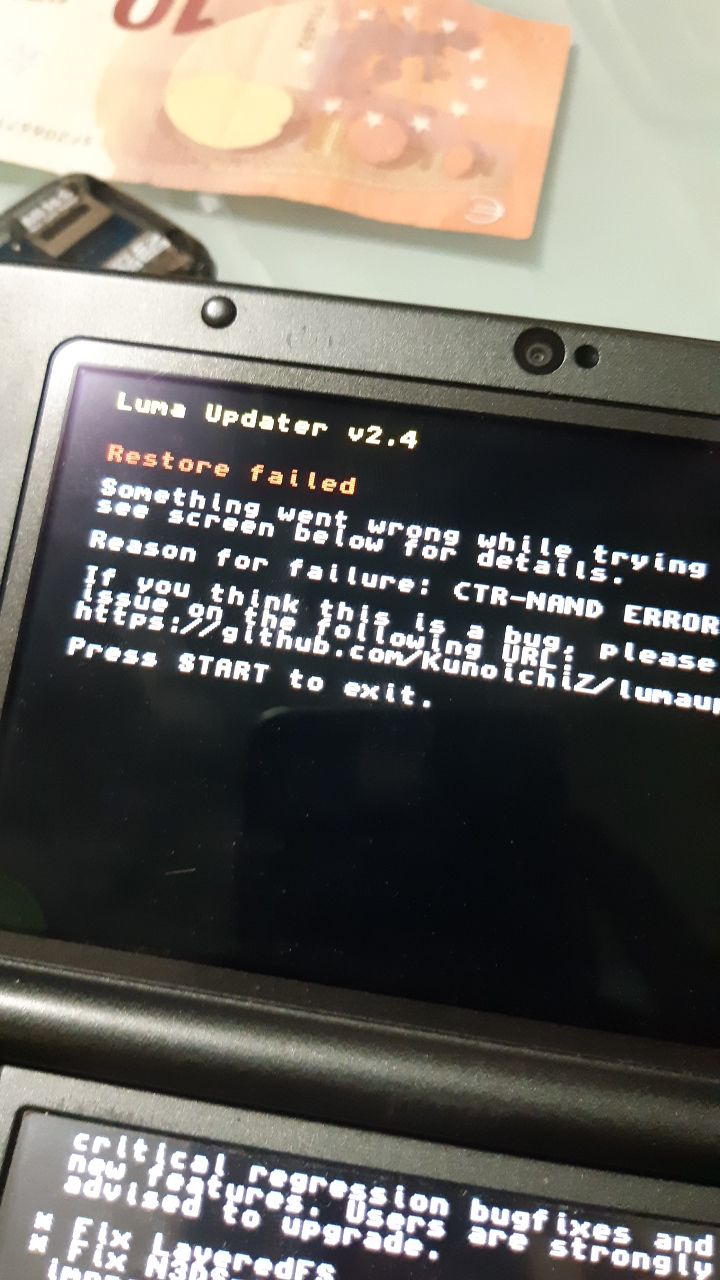 10
Luma Updater v2.4
Restore failed
Something went wrong while trying
see screen below for details.
Reason for failure: CTR-NAND ERROR
If you think this is a bug, please
issue on the following URL:
https://github.com/Kunoichiz/lumaup
Press START to exit.
critical regression bugfixes and
new features. Users are strongly
advised to upgrade.
* Fix LayeredFS
* Fix